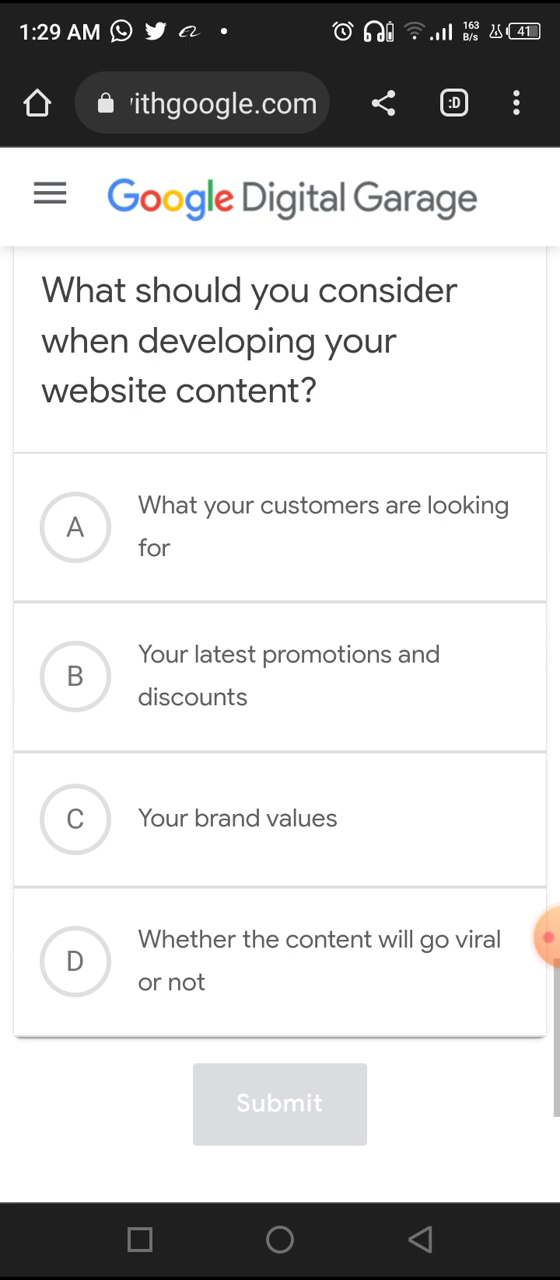 1:29 AM
163
B/s
41
ithgoogle.com
:D
Google Digital Garage
What should you consider
when developing your
website content?
A
What your customers are looking
for
B
Your latest promotions and
discounts
C
Your brand values
D
Whether the content will go viral
or not
Submit